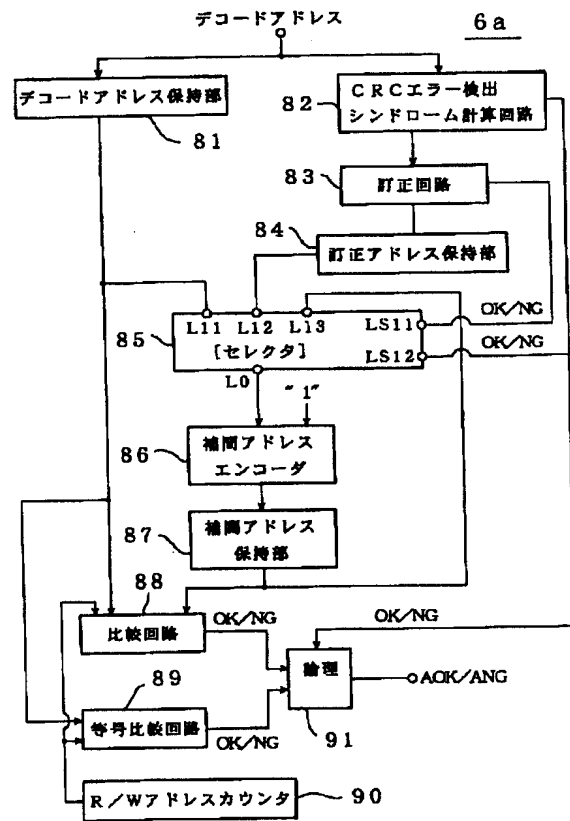 デコードアドレス
6a
デコードアドレス保持部
81
82
CRCエラー検出
シンドローム計算回路
83
訂正回路
84
訂正アドレス保持部
85
L11 L12 L13
[セレクタ]
LS11
LS12
OK/NG
OK/NG
L0
"1"
86
補間アドレス
エンコーダ
87
補間アドレス
保持部
88
比較回路
OK/NG
OK/NG
論理
AOK/ANG
91
89
等号比較回路
OK/NG
R/Wアドレスカウンタ
90